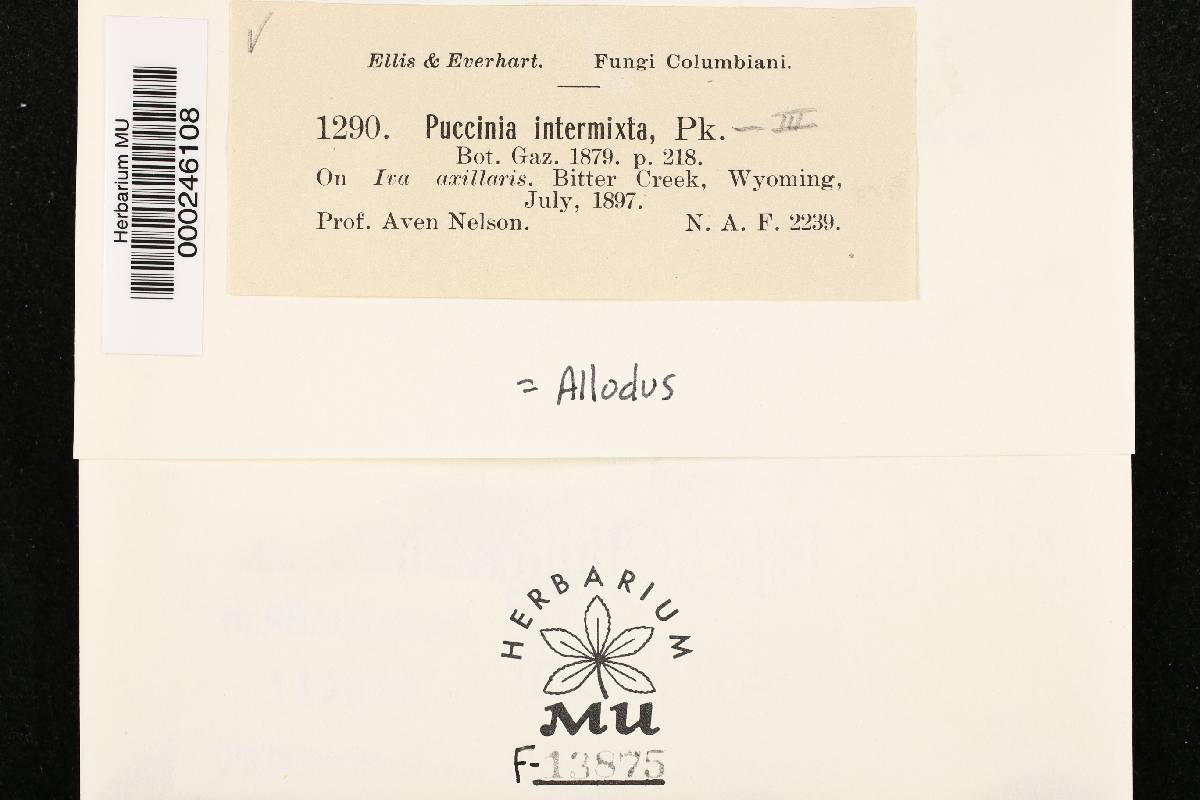 Herbarium MU
000246108
Ellis & Everhart. Fungi Columbiani.
1290. Puccinia intermixta, Pk. — III
Bot. Gaz. 1879. p. 218.
On Iva axillaris. Bitter Creek, Wyoming,
July, 1897.
Prof. Aven Nelson. N. A. F. 2239.
= Allodus
HERBARIUM
MU
F-13875